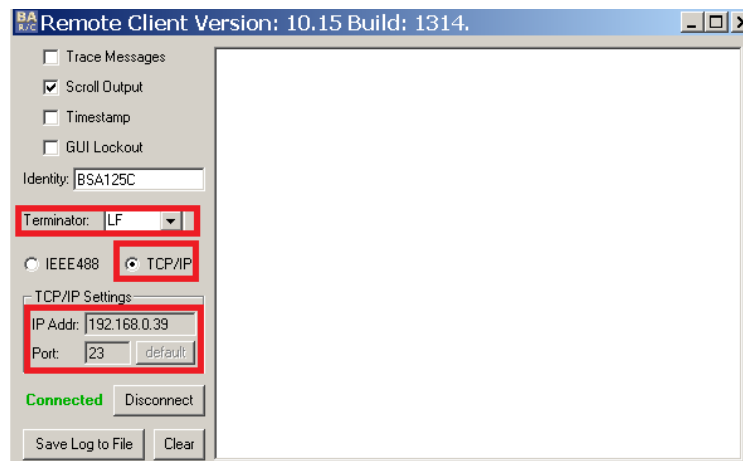 BA R/C Remote Client Version: 10.15 Build: 1314.
Trace Messages
Scroll Output
Timestamp
GUI Lockout
Identity: BSA125C
Terminator: LF
IEEE488 TCP/IP
TCP/IP Settings
IP Addr: 192.168.0.39
Port: 23 default
Connected Disconnect
Save Log to File Clear